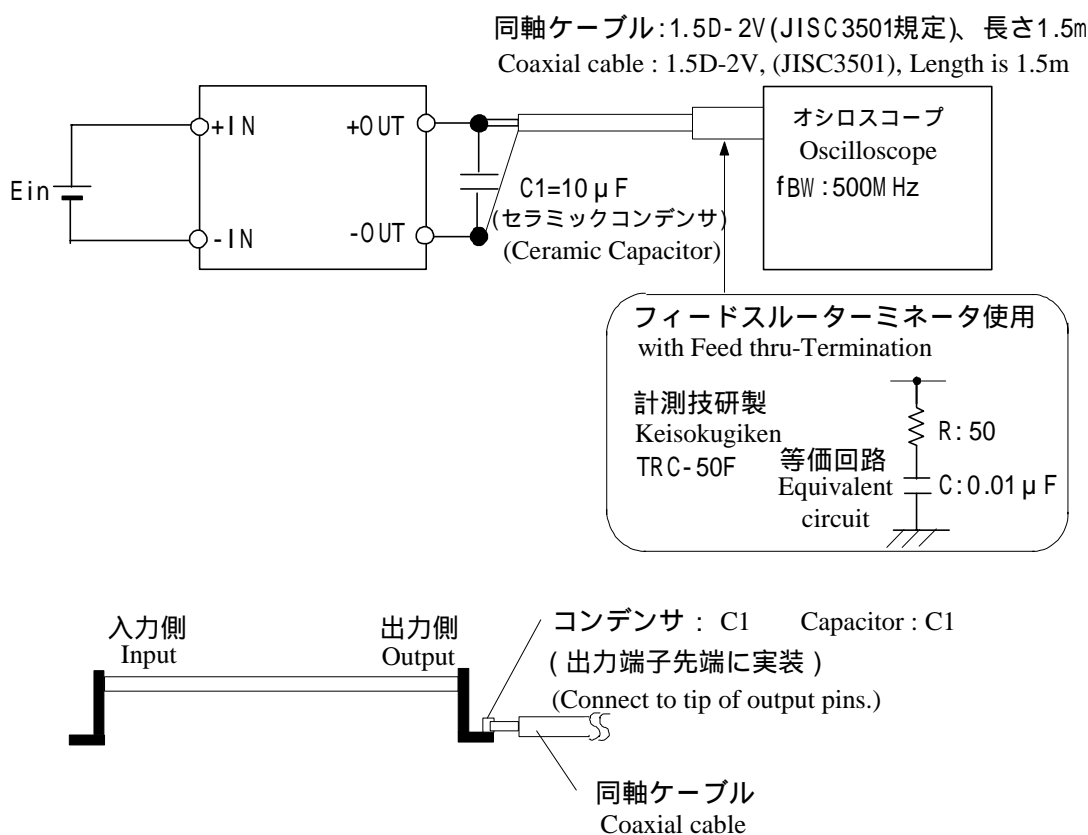 同軸ケーブル:1.5D-2V(JISC3501規定)、長さ1.5m
Coaxial cable : 1.5D-2V, (JISC3501), Length is 1.5m
Ein
+IN
-IN
+OUT
-OUT
C1=10μF
(セラミックコンデンサ)
(Ceramic Capacitor)
オシロスコープ
Oscilloscope
fBW:500MHz
フィードスルーターミネータ使用
with Feed thru-Termination
計測技研製
Keisokugiken
TRC-50F
等価回路
Equivalent
circuit
R:50
C:0.01μF
入力側
Input
出力側
Output
コンデンサ : C1 Capacitor : C1
(出力端子先端に実装)
(Connect to tip of output pins.)
同軸ケーブル
Coaxial cable